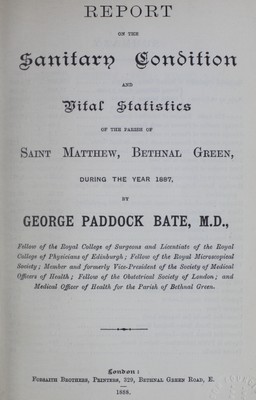 REPORT
ON THE
Sanitary Condition
AND
Vital Statistics
OF THE PARISH OF
SAINT MATTHEW, BETHNAL GREEN,
DURING THE YEAR 1887,
BY
GEORGE PADDOCK BATE, M.D.,
Fellow of the Royal College of Surgeons and Licentiate of the Royal
College of Physicians of Edinburgh; Fellow of the Royal Microscopical
Society; Member and formerly Vice-President of the Society of Medical
Officers of Health; Fellow of the Obstetrical Society of London; and
Medical Officer of Health for the Parish of Bethnal Green.
London:
FORSAITH BROTHERS, PRINTERS, 329, BETHNAL GREEN ROAD, E.
1888.